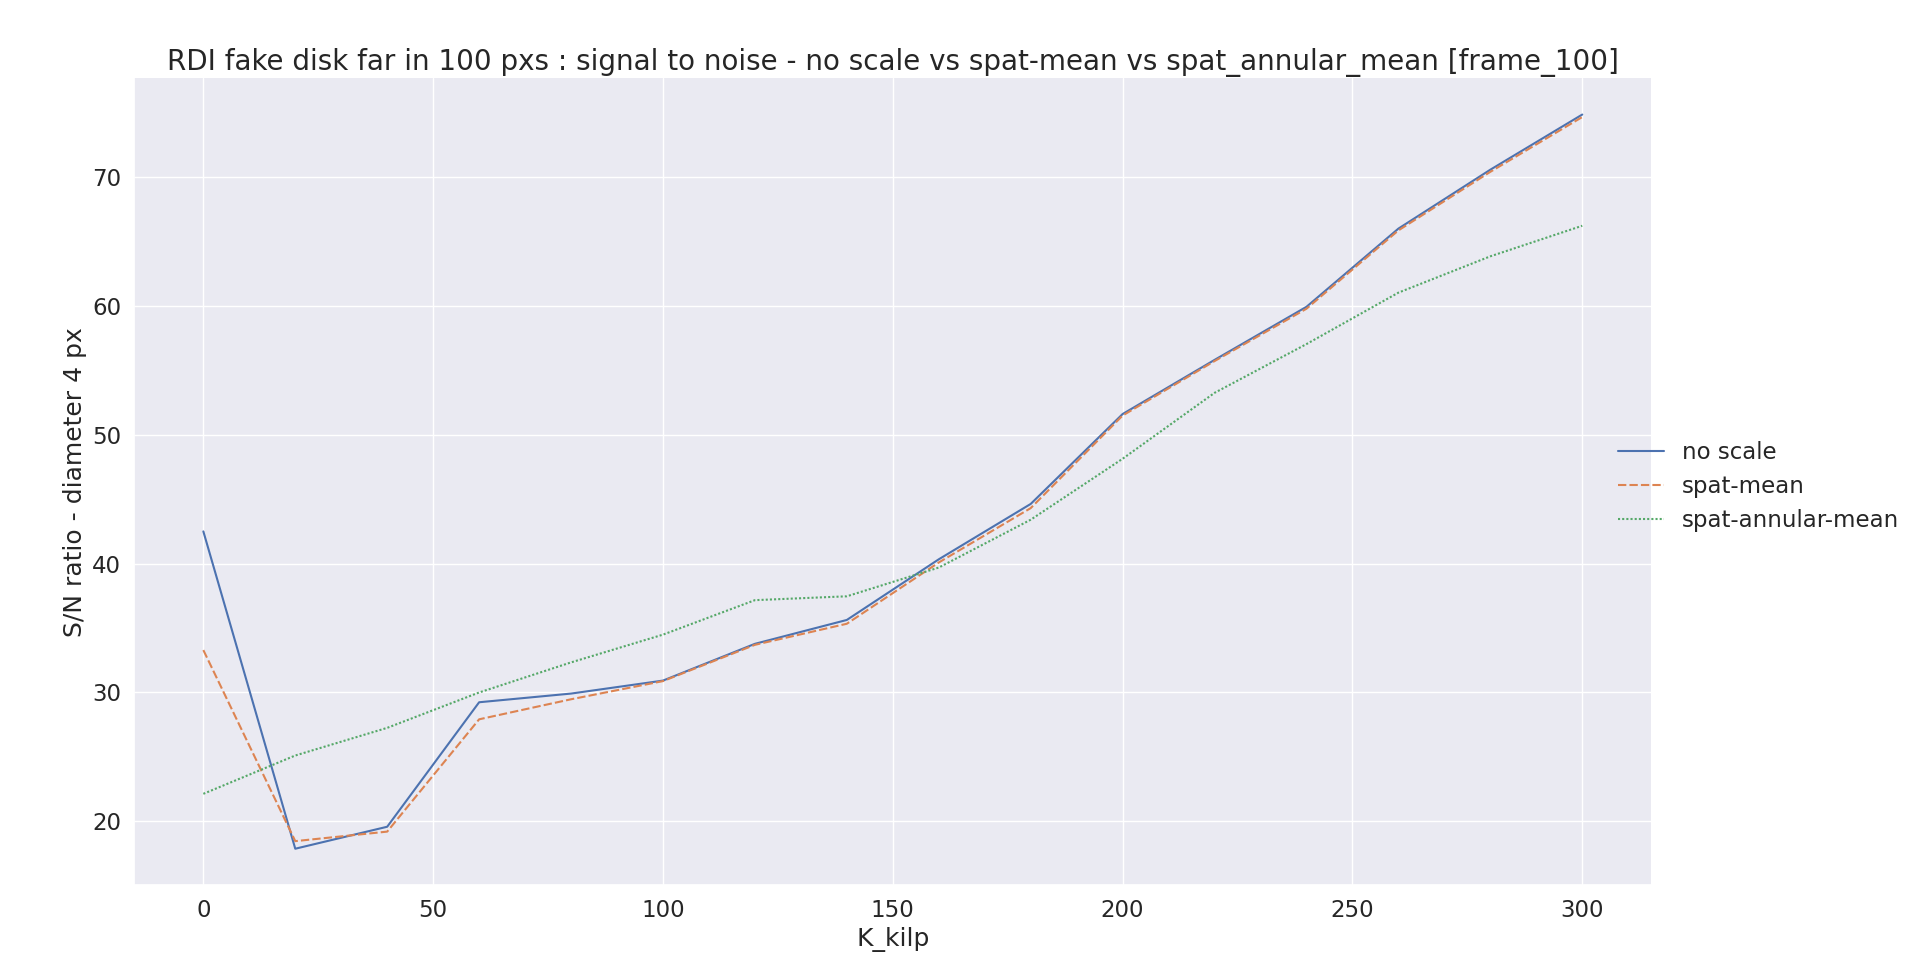 RDI fake disk far in 100 pxs : signal to noise - no scale vs spat-mean vs spat_annular_mean [frame_100]
S/N ratio - diameter 4 px
70
60
50
40
30
20
0 50 100 150 200 250 300
K_kilp
no scale
spat-mean
spat-annular-mean